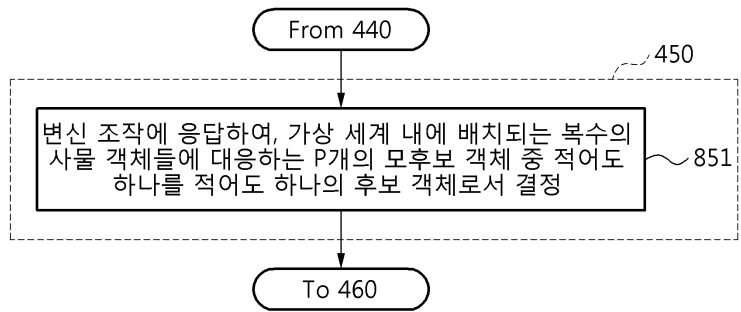 From 440
450
변신 조작에 응답하여, 가상 세계 내에 배치되는 복수의
사물 객체들에 대응하는 P개의 모후보 객체 중 적어도
하나를 적어도 하나의 후보 객체로서 결정
851
To 460